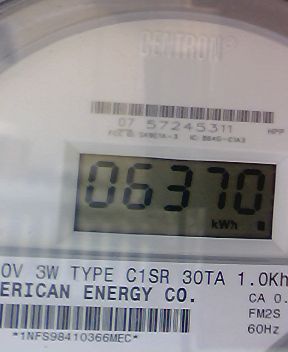 CENTRON®
07 57245311
HPP
06370
kWh
0V 3W TYPE C1SR 30TA 1.0Kh
ERICAN ENERGY CO.
CA 0.
FM2S
60Hz
*1NFS98410366MEC*